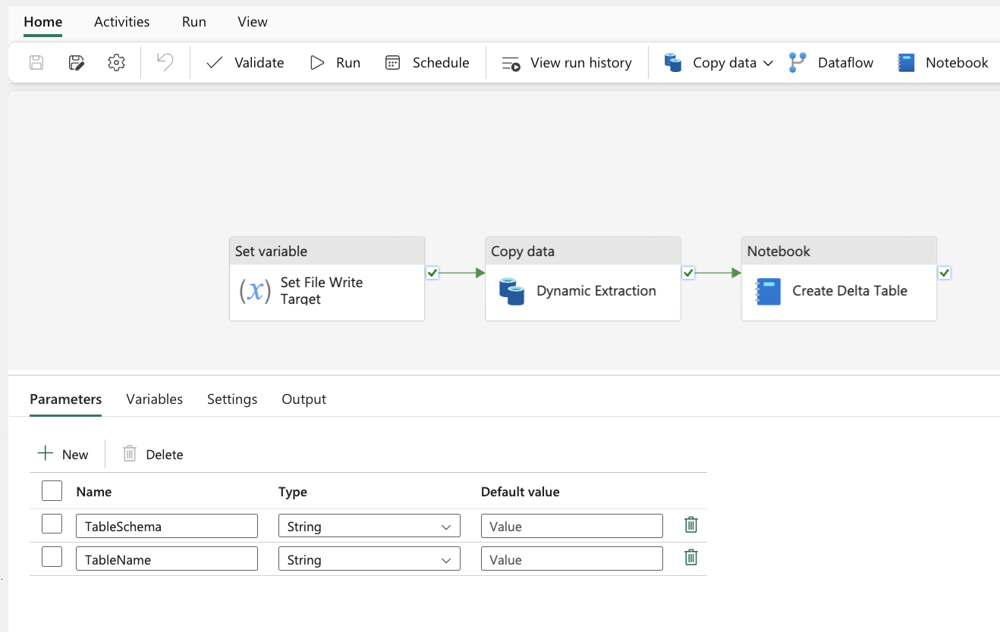 Home Activities Run View
Validate Run Schedule View run history Copy data Dataflow Notebook
Set variable Copy data Notebook
(x) Set File Write
Target
Dynamic Extraction
Create Delta Table
Parameters Variables Settings Output
New Delete
Name Type Default value
TableSchema String Value
TableName String Value